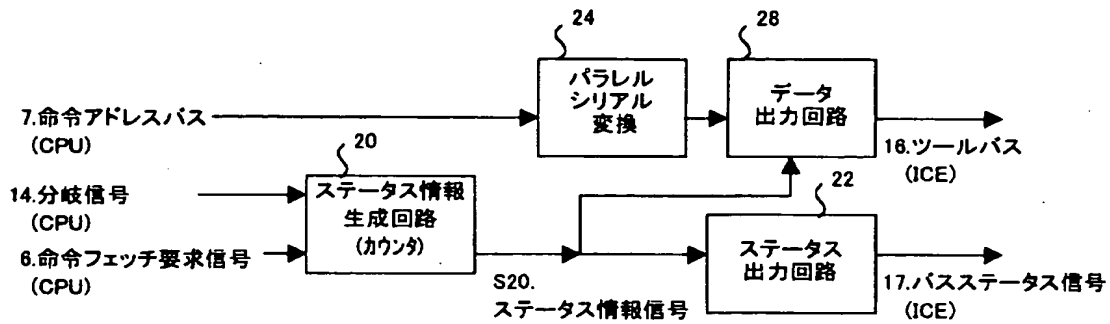 24
28
パラレル
シリアル
変換
データ
出力回路
7.命令アドレスバス
(CPU)
16.ツールバス
(ICE)
20
14.分岐信号
(CPU)
ステータス情報
生成回路
(カウンタ)
22
6.命令フェッチ要求信号
(CPU)
ステータス
出力回路
S20.
ステータス情報信号
17.バスステータス信号
(ICE)